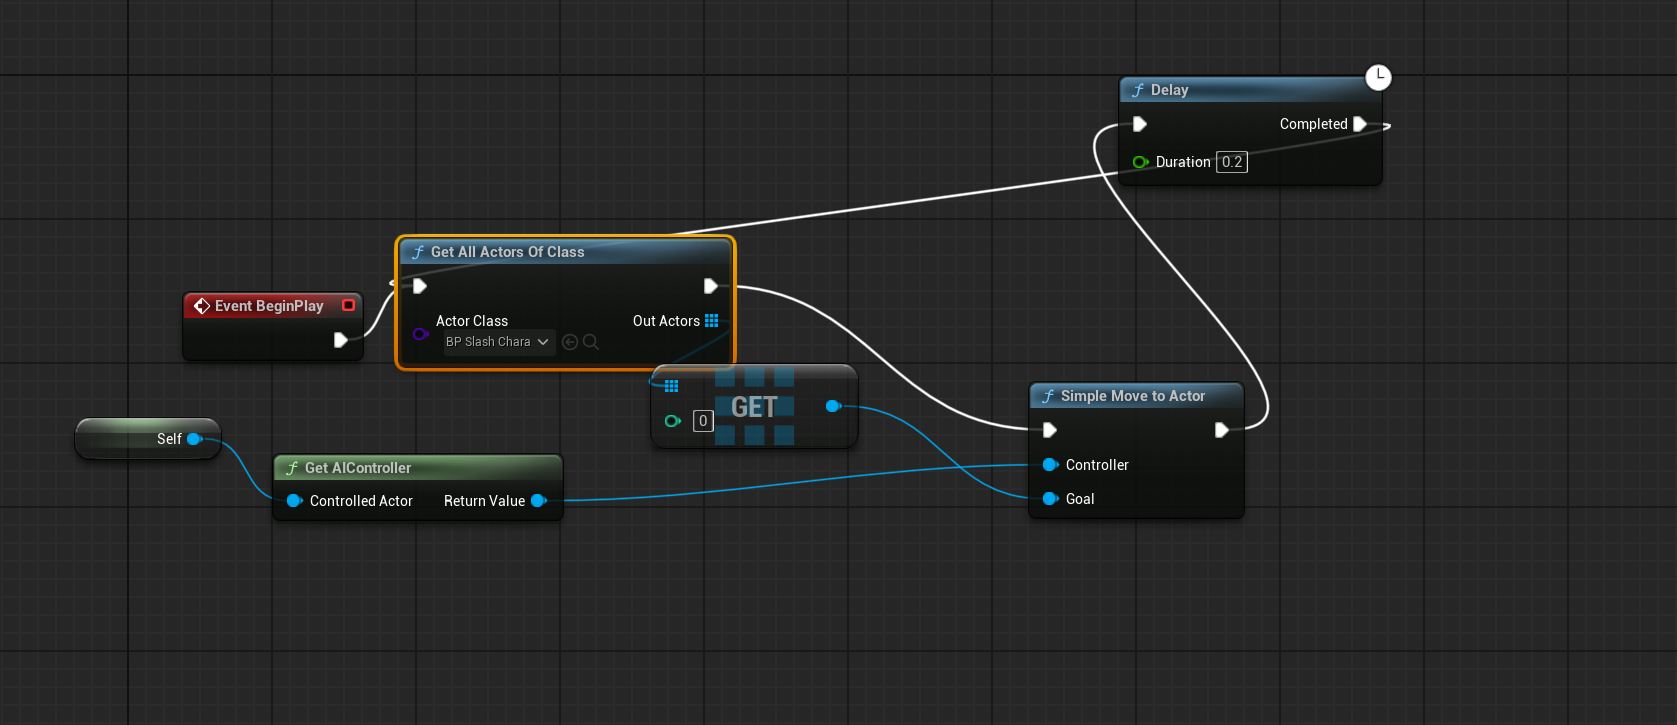 Delay
Completed
Duration 0.2
Get All Actors Of Class
Event BeginPlay
Actor Class
Out Actors
BP Slash Chara
GET
0
Simple Move to Actor
Self
Get AIController
Controller
Controlled Actor
Return Value
Goal